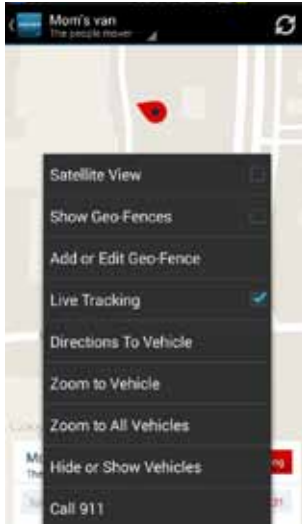 Mom's van
The people mover
Satellite View
Show Geo-Fences
Add or Edit Geo-Fence
Live Tracking
Directions To Vehicle
Zoom to Vehicle
Zoom to All Vehicles
Hide or Show Vehicles
Call 911